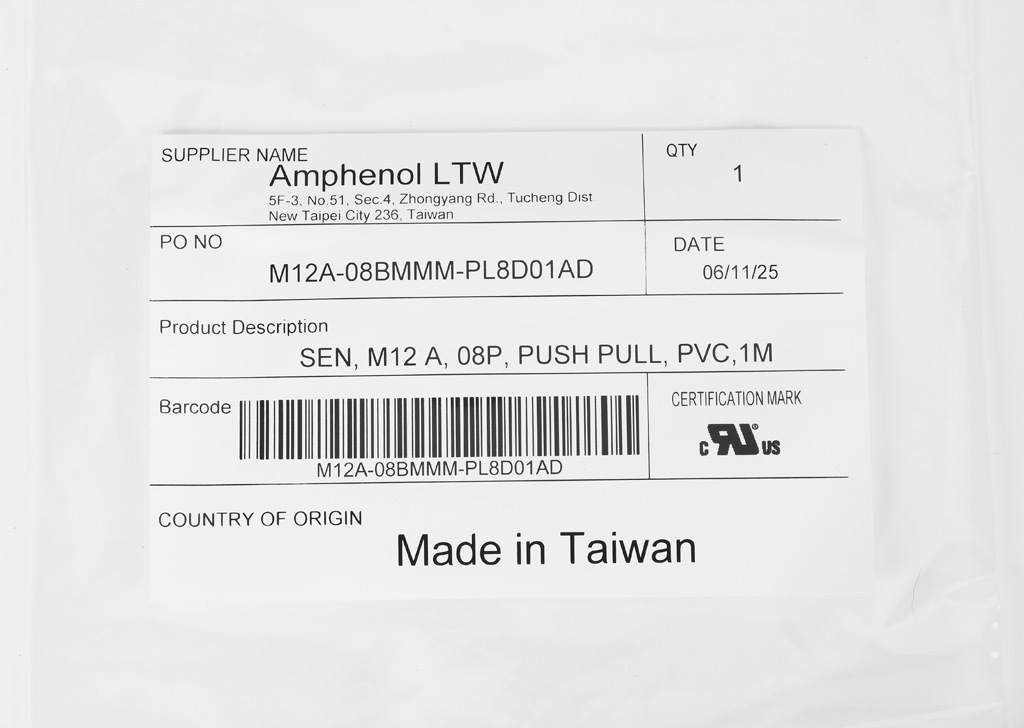 SUPPLIER NAME
Amphenol LTW
5F-3, No.51, Sec.4, Zhongyang Rd., Tucheng Dist
New Taipei City 236, Taiwan
QTY
1
PO NO
M12A-08BMMM-PL8D01AD
DATE
06/11/25
Product Description
SEN, M12 A, 08P, PUSH PULL, PVC,1M
Barcode
M12A-08BMMM-PL8D01AD
CERTIFICATION MARK
c RU® US
COUNTRY OF ORIGIN
Made in Taiwan